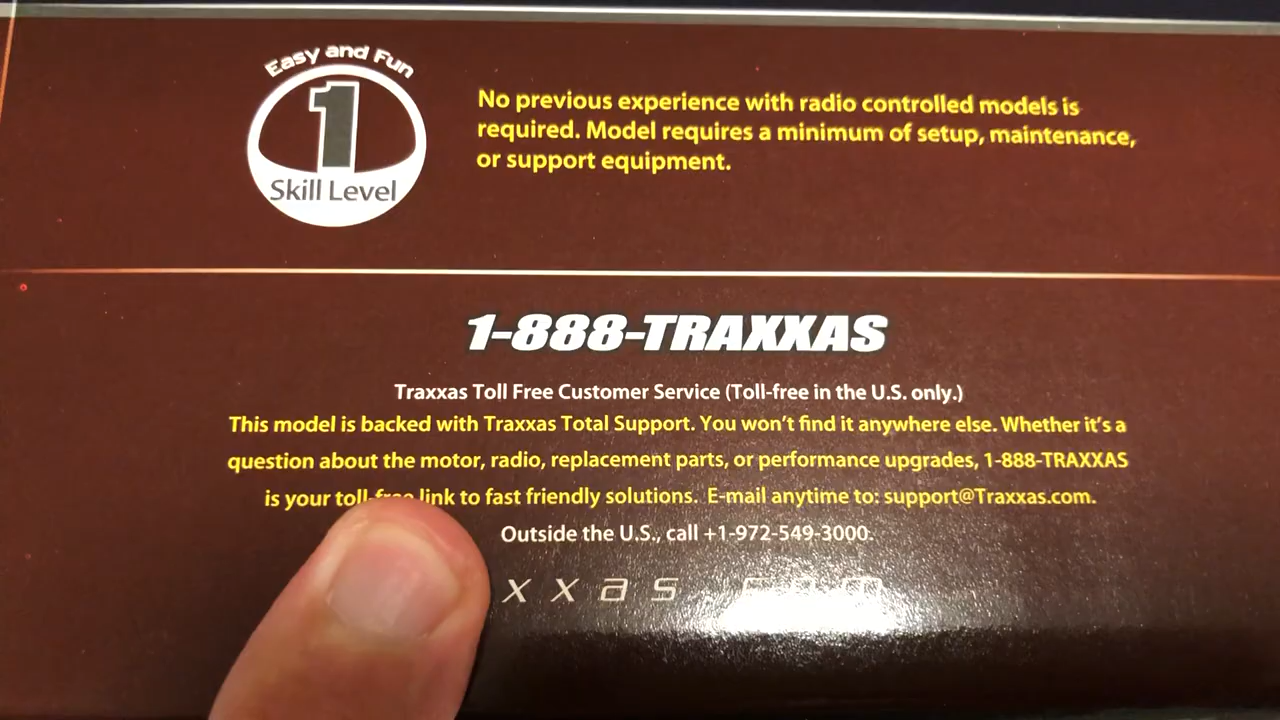 Easy and Fun
1
Skill Level
No previous experience with radio controlled models is
required. Model requires a minimum of setup, maintenance,
or support equipment.
1-888-TRAXXAS
Traxxas Toll Free Customer Service (Toll-free in the U.S. only.)
This model is backed with Traxxas Total Support. You won't find it anywhere else. Whether it's a
question about the motor, radio, replacement parts, or performance upgrades, 1-888-TRAXXAS
is your toll-free link to fast friendly solutions. E-mail anytime to: support@Traxxas.com.
Outside the U.S., call +1-972-549-3000.